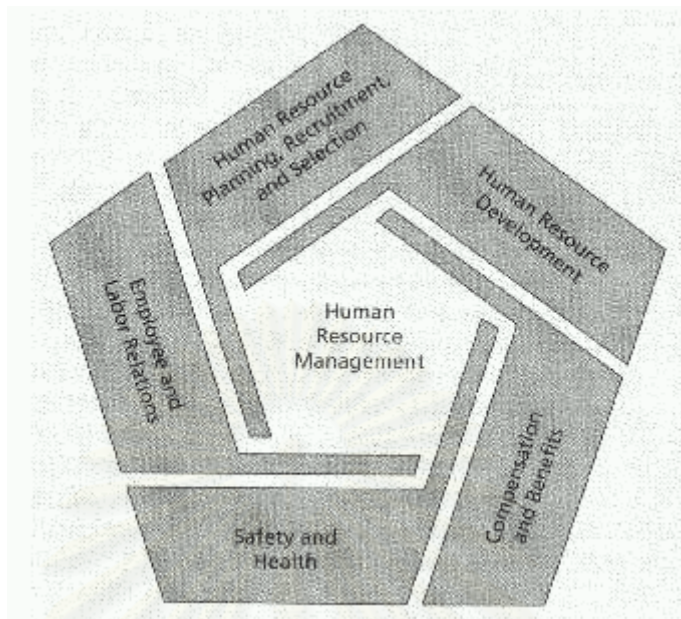 Human Resource
Planning, Recruitment,
and Selection
Human Resource
Development
Employee and
Labor Relations
Human
Resource
Management
Compensation
and Benefits
Safety and
Health